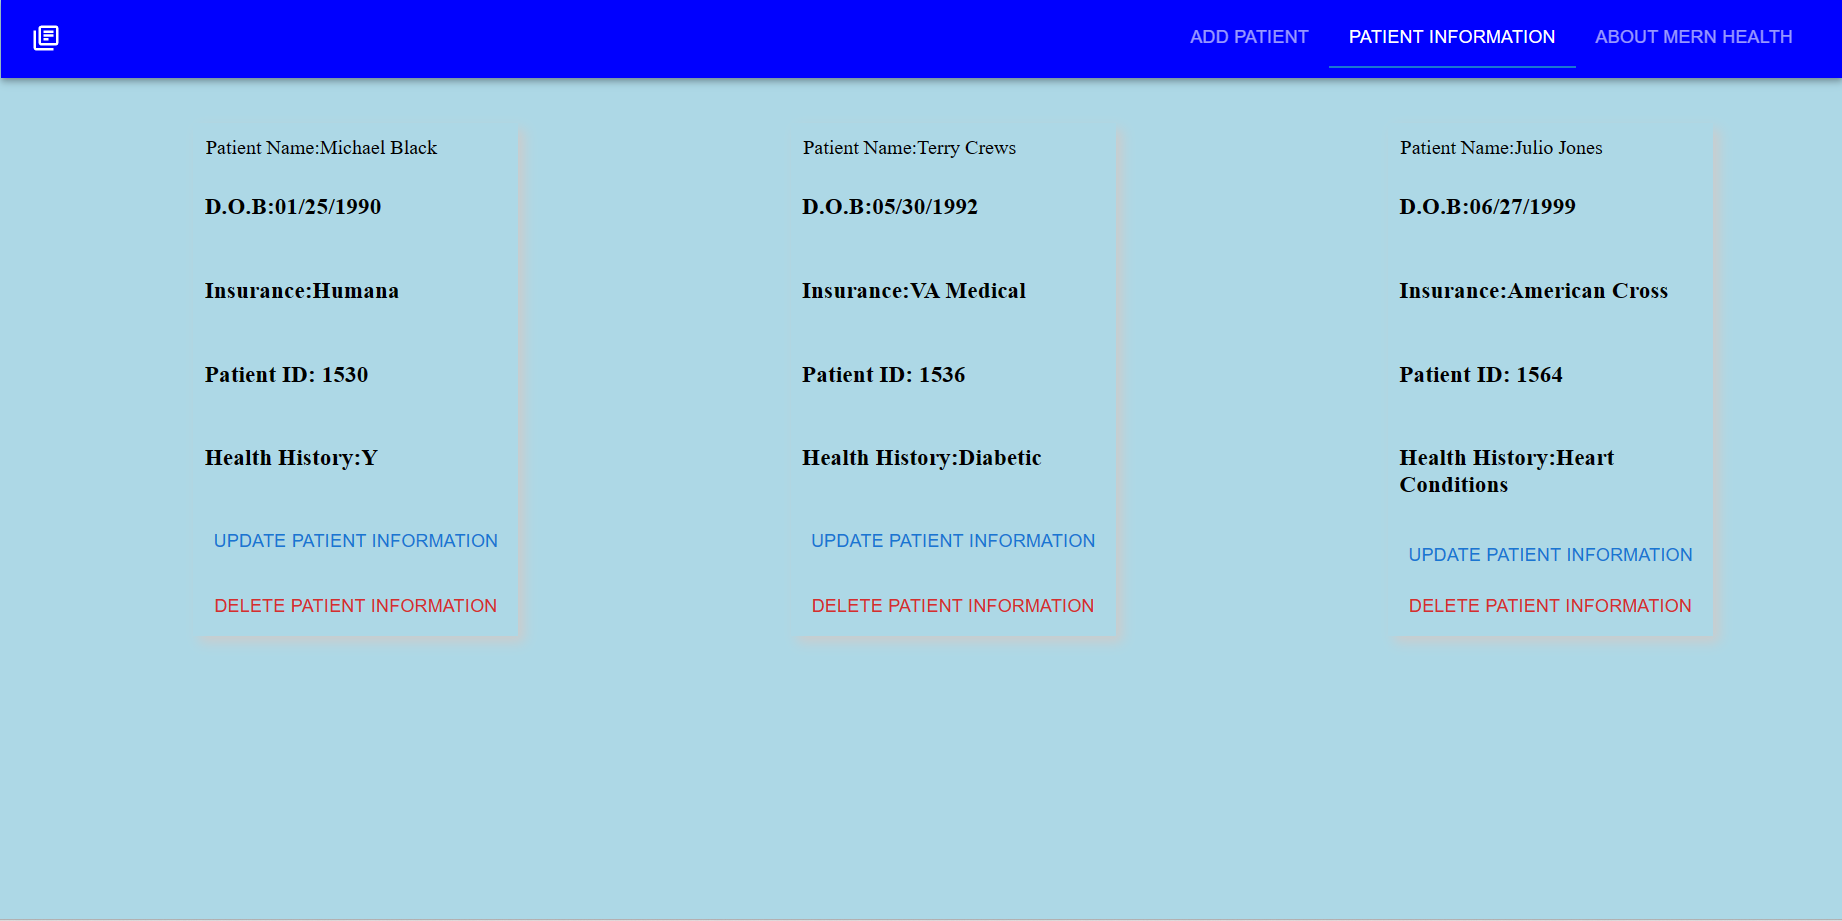 ADD PATIENT
PATIENT INFORMATION
ABOUT MERN HEALTH
Patient Name:Michael Black
D.O.B:01/25/1990
Insurance:Humana
Patient ID: 1530
Health History:Y
UPDATE PATIENT INFORMATION
DELETE PATIENT INFORMATION
Patient Name:Terry Crews
D.O.B:05/30/1992
Insurance:VA Medical
Patient ID: 1536
Health History:Diabetic
UPDATE PATIENT INFORMATION
DELETE PATIENT INFORMATION
Patient Name:Julio Jones
D.O.B:06/27/1999
Insurance:American Cross
Patient ID: 1564
Health History:Heart
Conditions
UPDATE PATIENT INFORMATION
DELETE PATIENT INFORMATION